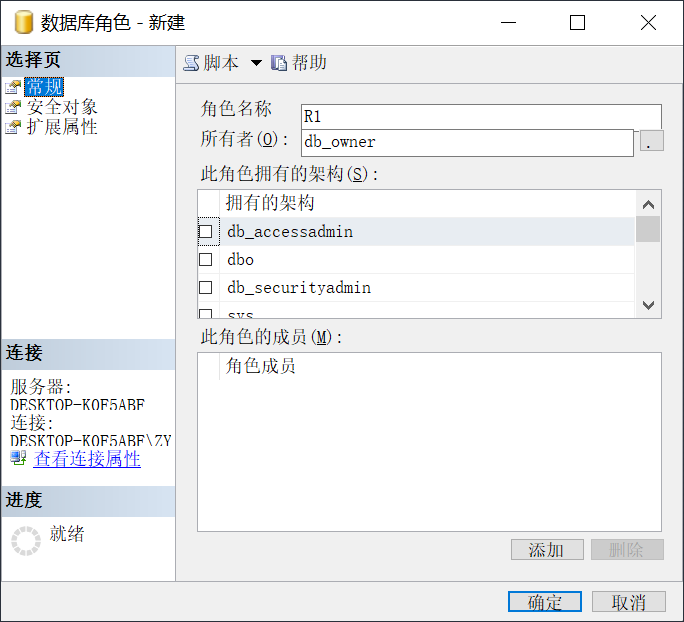 数据库角色 - 新建
选择页
常规
安全对象
扩展属性
脚本
帮助
角色名称
R1
所有者(O):
db_owner
.
此角色拥有的架构(S):
拥有的架构
db_accessadmin
dbo
db_securityadmin
sys
此角色的成员(M):
角色成员
连接
服务器:
DESKTOP-K0F5ABF
连接:
DESKTOP-K0F5ABF\ZY
查看连接属性
进度
就绪
添加
删除
确定
取消